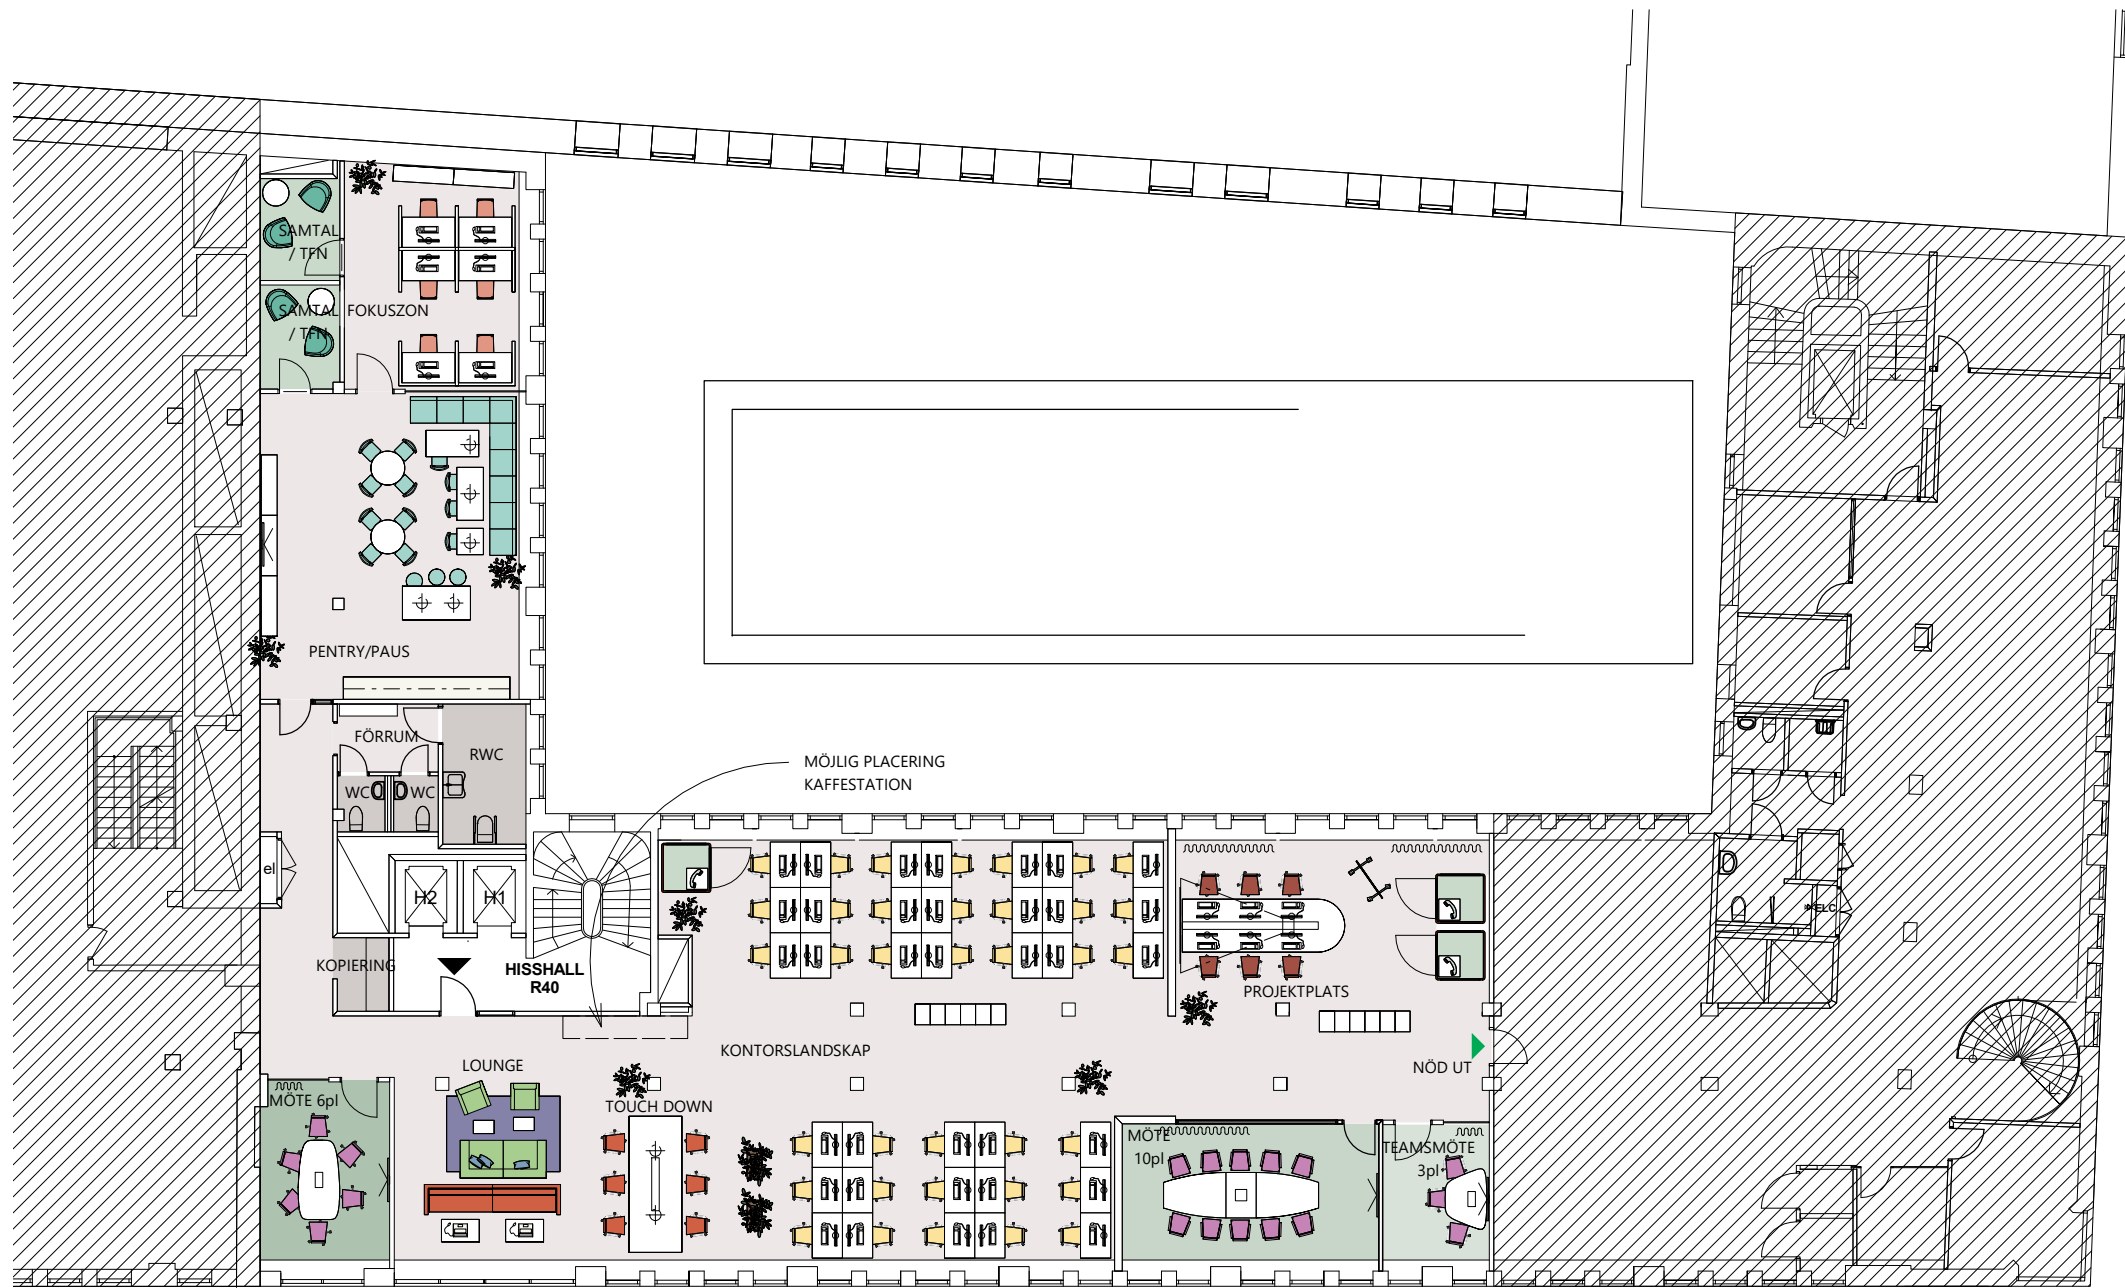 SAMTAL
/ TFN
SAMTAL
/ TFN
FOKUSZON
PENTRY/PAUS
FÖRRUM
RWC
WC
WC
MÖJLIG PLACERING
KAFFESTATION
el
H2
H1
KOPIERING
HISSHALL
R40
PROJEKTPLATS
ELC
KONTORSLANDSKAP
NÖD UT
LOUNGE
MÖTE 6pl
TOUCH DOWN
MÖTE
10pl
TEAMSMÖTE
3pl